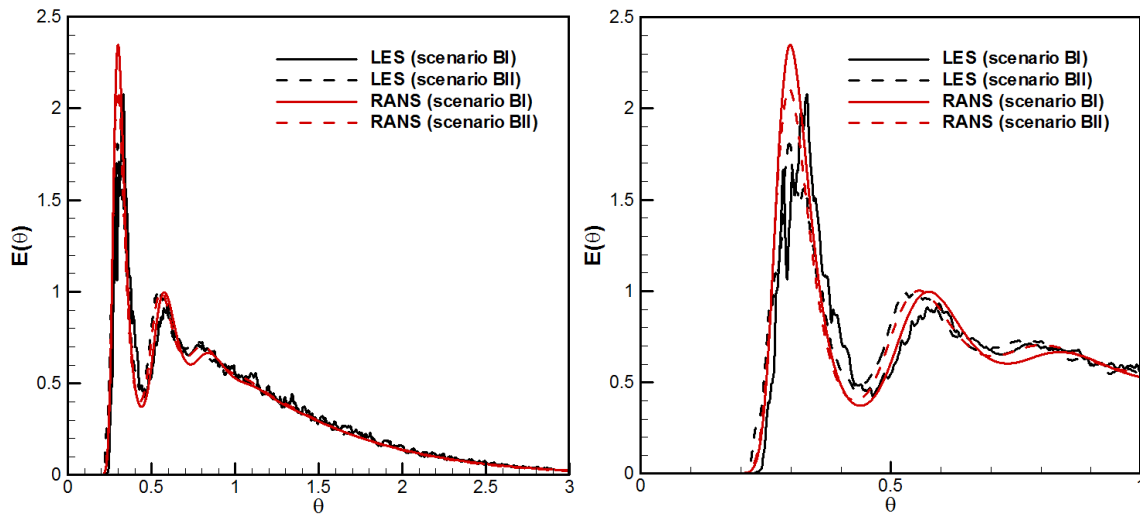 2.5
2
1.5
1
0.5
0
E(θ)
LES (scenario BI)
LES (scenario BII)
RANS (scenario BI)
RANS (scenario BII)
0 0.5 1 1.5 2 2.5 3
θ
2.5
2
1.5
1
0.5
0
E(θ)
LES (scenario BI)
LES (scenario BII)
RANS (scenario BI)
RANS (scenario BII)
0 0.5 1
θ